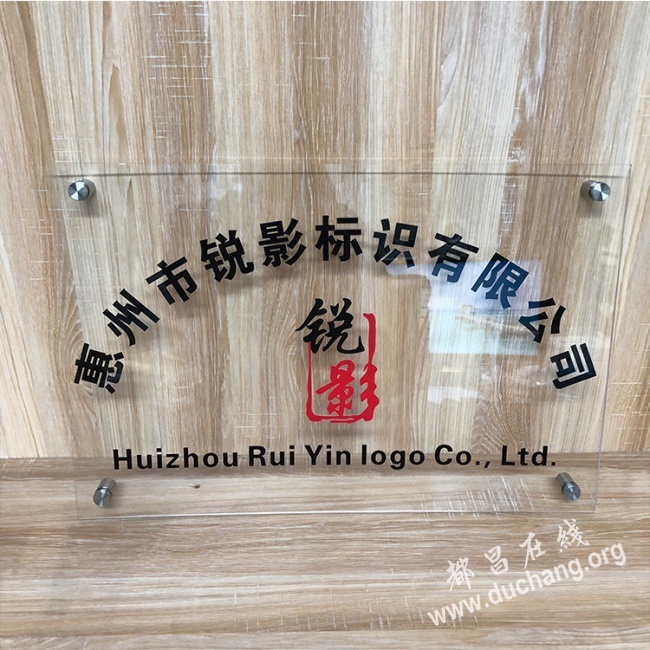 惠州市锐影标识有限公司
锐
影
Huizhou Rui Yin logo Co., Ltd.
都昌在线
www.duchang.org